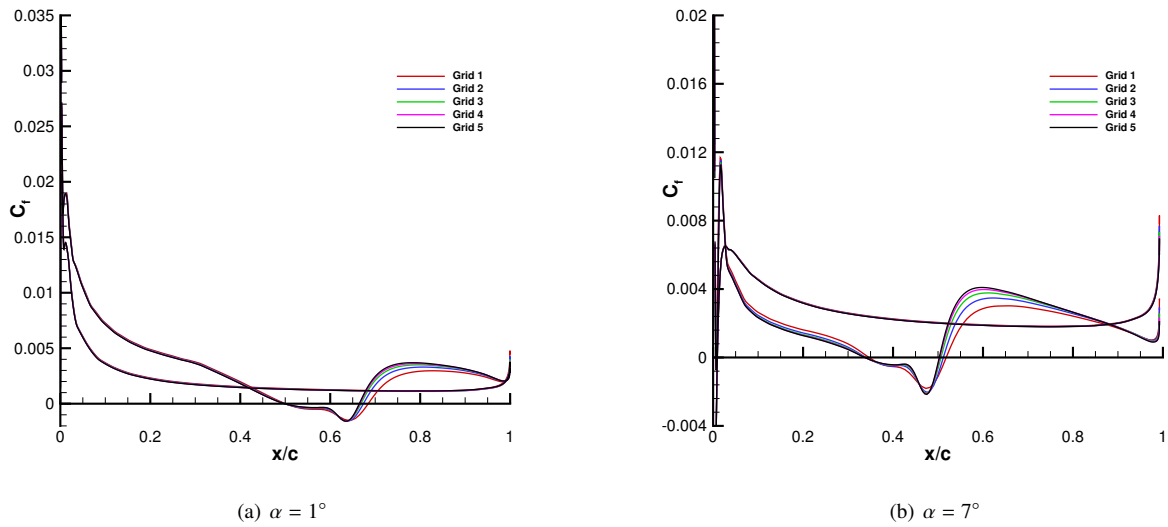 0.035
0.03
0.025
0.02
0.015
0.01
0.005
0
C_f
0 0.2 0.4 0.6 0.8 1
x/c
Grid 1
Grid 2
Grid 3
Grid 4
Grid 5
(a) α = 1°
0.02
0.016
0.012
0.008
0.004
0
-0.004
C_f
0 0.2 0.4 0.6 0.8 1
x/c
Grid 1
Grid 2
Grid 3
Grid 4
Grid 5
(b) α = 7°